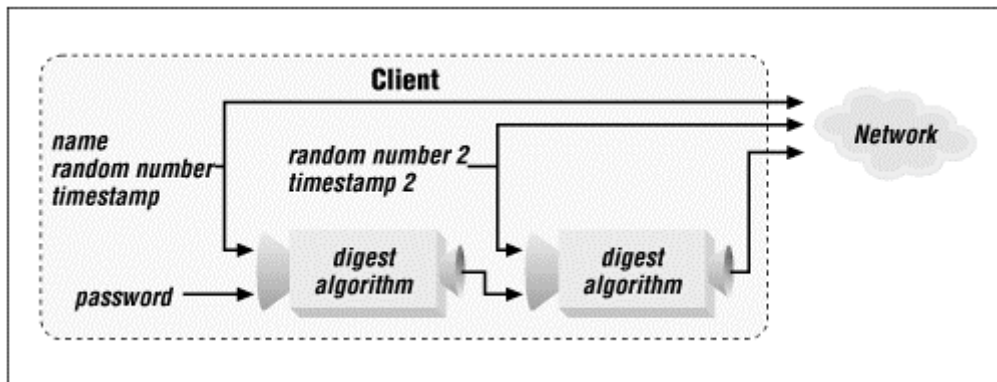 Client
name
random number
timestamp
random number 2
timestamp 2
Network
password
digest
algorithm
digest
algorithm